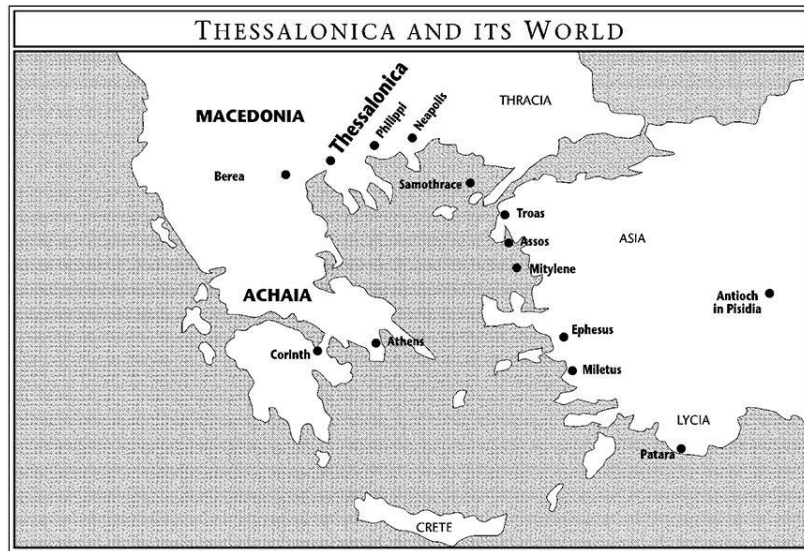 THESSALONICA AND ITS WORLD
MACEDONIA
Thessalonica
Philippi
Neapolis
THRACIA
Berea
Samothrace
Troas
Assos
ASIA
Mitylene
ACHAIA
Antioch
in Pisidia
Ephesus
Athens
Corinth
Miletus
LYCIA
Patara
CRETE